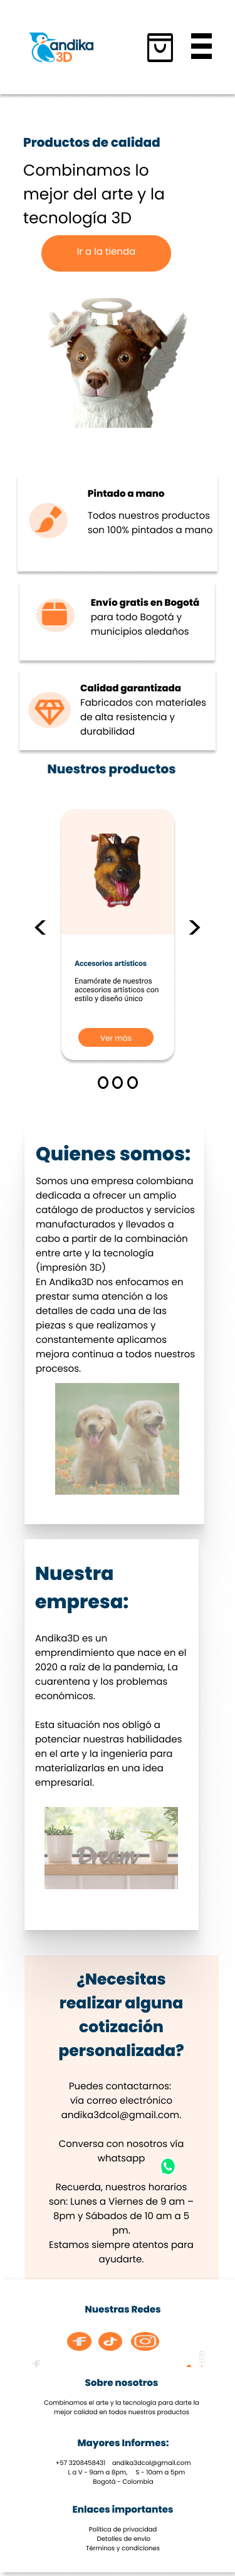 andika
3D
Productos de calidad
Combinamos lo
mejor del arte y la
tecnología 3D
Ir a la tienda
Pintado a mano
Todos nuestros productos
son 100% pintados a mano
Envío gratis en Bogotá
para todo Bogotá y
municipios aledaños
Calidad garantizada
Fabricados con materiales
de alta resistencia y
durabilidad
Nuestros productos
Accesorios artísticos
Enamórate de nuestros
accesorios artísticos con
estilo y diseño único
Ver más
Quienes somos:
Somos una empresa colombiana
dedicada a ofrecer un amplio
catálogo de productos y servicios
manufacturados y llevados a
cabo a partir de la combinación
entre arte y la tecnología
(impresión 3D)
En Andika3D nos enfocamos en
prestar suma atención a los
detalles de cada una de las
piezas s que realizamos y
constantemente aplicamos
mejora continua a todos nuestros
procesos.
Nuestra
empresa:
Andika3D es un
emprendimiento que nace en el
2020 a raíz de la pandemia, La
cuarentena y los problemas
económicos.
Esta situación nos obligó a
potenciar nuestras habilidades
en el arte y la ingeniería para
materializarlas en una idea
empresarial.
Dream
¿Necesitas
realizar alguna
cotización
personalizada?
Puedes contactarnos:
vía correo electrónico
andika3dcol@gmail.com.
Conversa con nosotros vía
whatsapp
Recuerda, nuestros horarios
son: Lunes a Viernes de 9 am –
8pm y Sábados de 10 am a 5
pm.
Estamos siempre atentos para
ayudarte.
Nuestras Redes
Sobre nosotros
Combinamos el arte y la tecnología para darte la
mejor calidad en todos nuestros productos
Mayores Informes:
+57 3208458431 andika3dcol@gmail.com
L a V - 9am a 8pm, S - 10am a 5pm
Bogotá - Colombia
Enlaces importantes
Política de privacidad
Detalles de envío
Términos y condiciones